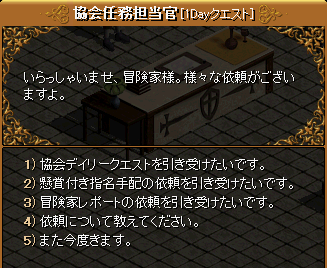 協会任務担当官[1Dayクエスト]
いらっしゃいませ、冒険家様。様々な依頼がござい
ますよ。
1) 協会デイリークエストを引き受けたいです。
2) 懸賞付き指名手配の依頼を引き受けたいです。
3) 冒険家レポートの依頼を引き受けたいです。
4) 依頼について教えてください。
5) また今度きます。